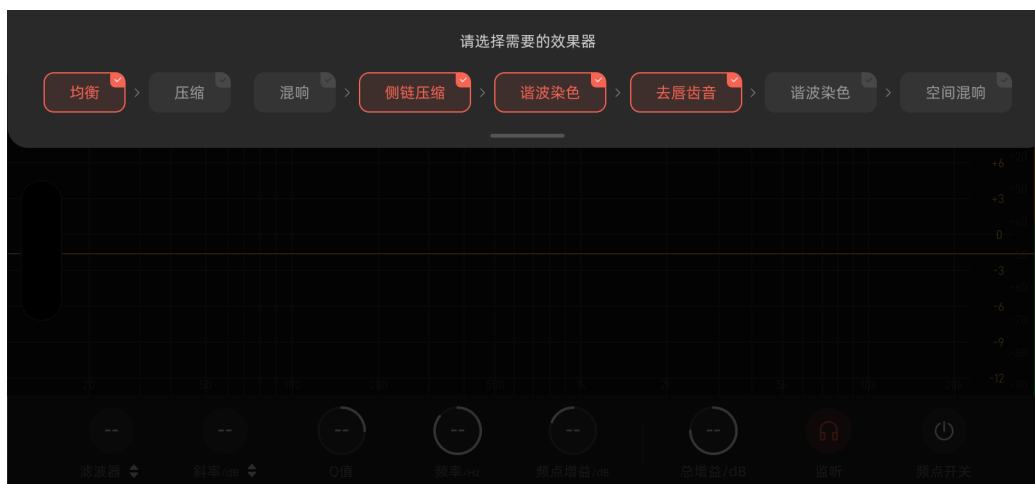 请选择需要的效果器
均衡 > 压缩 混响 > 侧链压缩 > 谐波染色 > 去唇齿音 > 谐波染色 > 空间混响
+6
+3
0
-3
-6
-9
-12
20 50 100 200 500 1k 2k 5k 10k 20k
-- -- -- -- -- --
滤波器 斜率/dB Q值 频率/Hz 频点增益/dB 总增益/dB 监听 频点开关